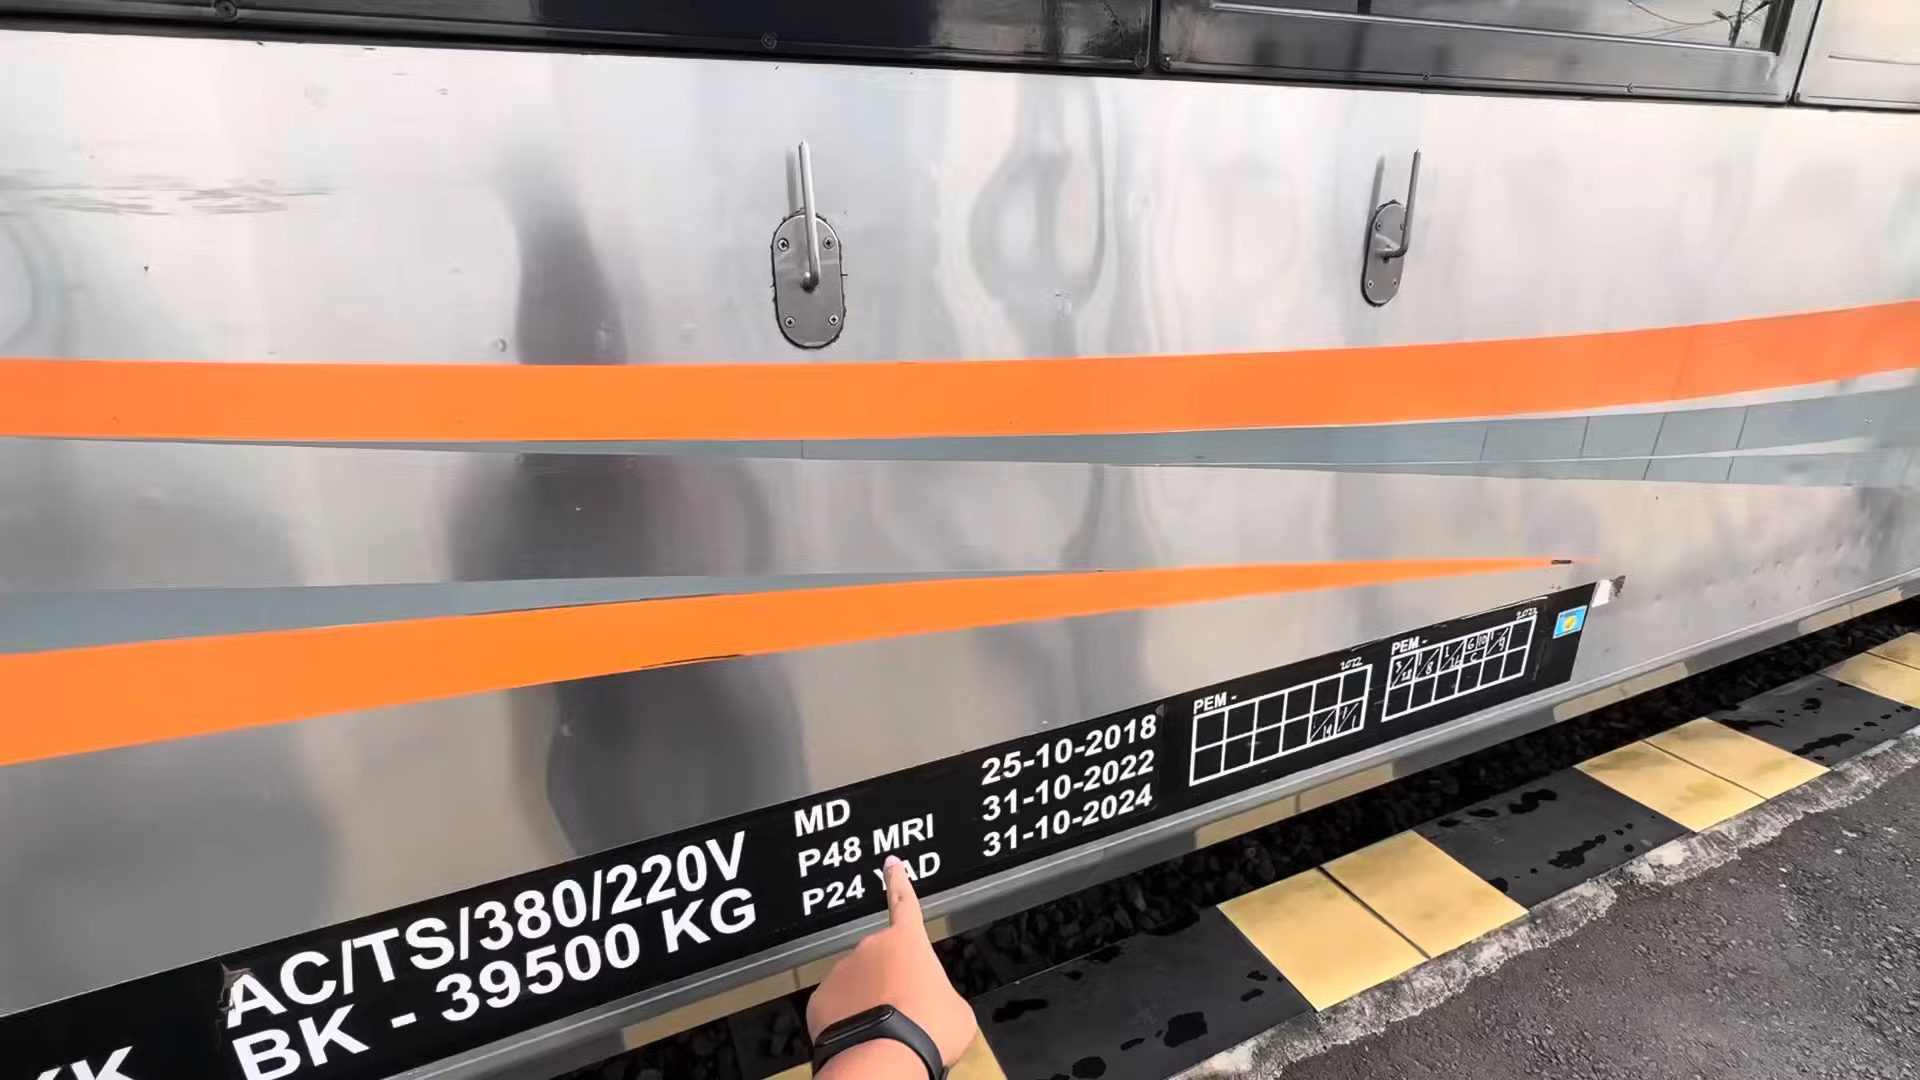 AC/TS/380/220V
BK - 39500 KG
MD 25-10-2018
P48 MRI 31-10-2022
P24 YAD 31-10-2024
PEM - 2022
PEM -